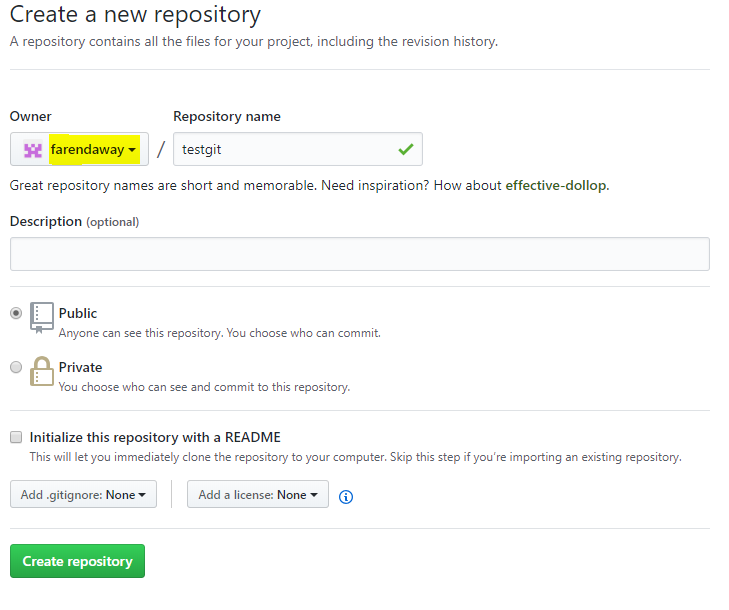 Create a new repository
A repository contains all the files for your project, including the revision history.
Owner
Repository name
farendaway / testgit
Great repository names are short and memorable. Need inspiration? How about effective-dollop.
Description (optional)
Public
Anyone can see this repository. You choose who can commit.
Private
You choose who can see and commit to this repository.
Initialize this repository with a README
This will let you immediately clone the repository to your computer. Skip this step if you’re importing an existing repository.
Add .gitignore: None
Add a license: None
Create repository